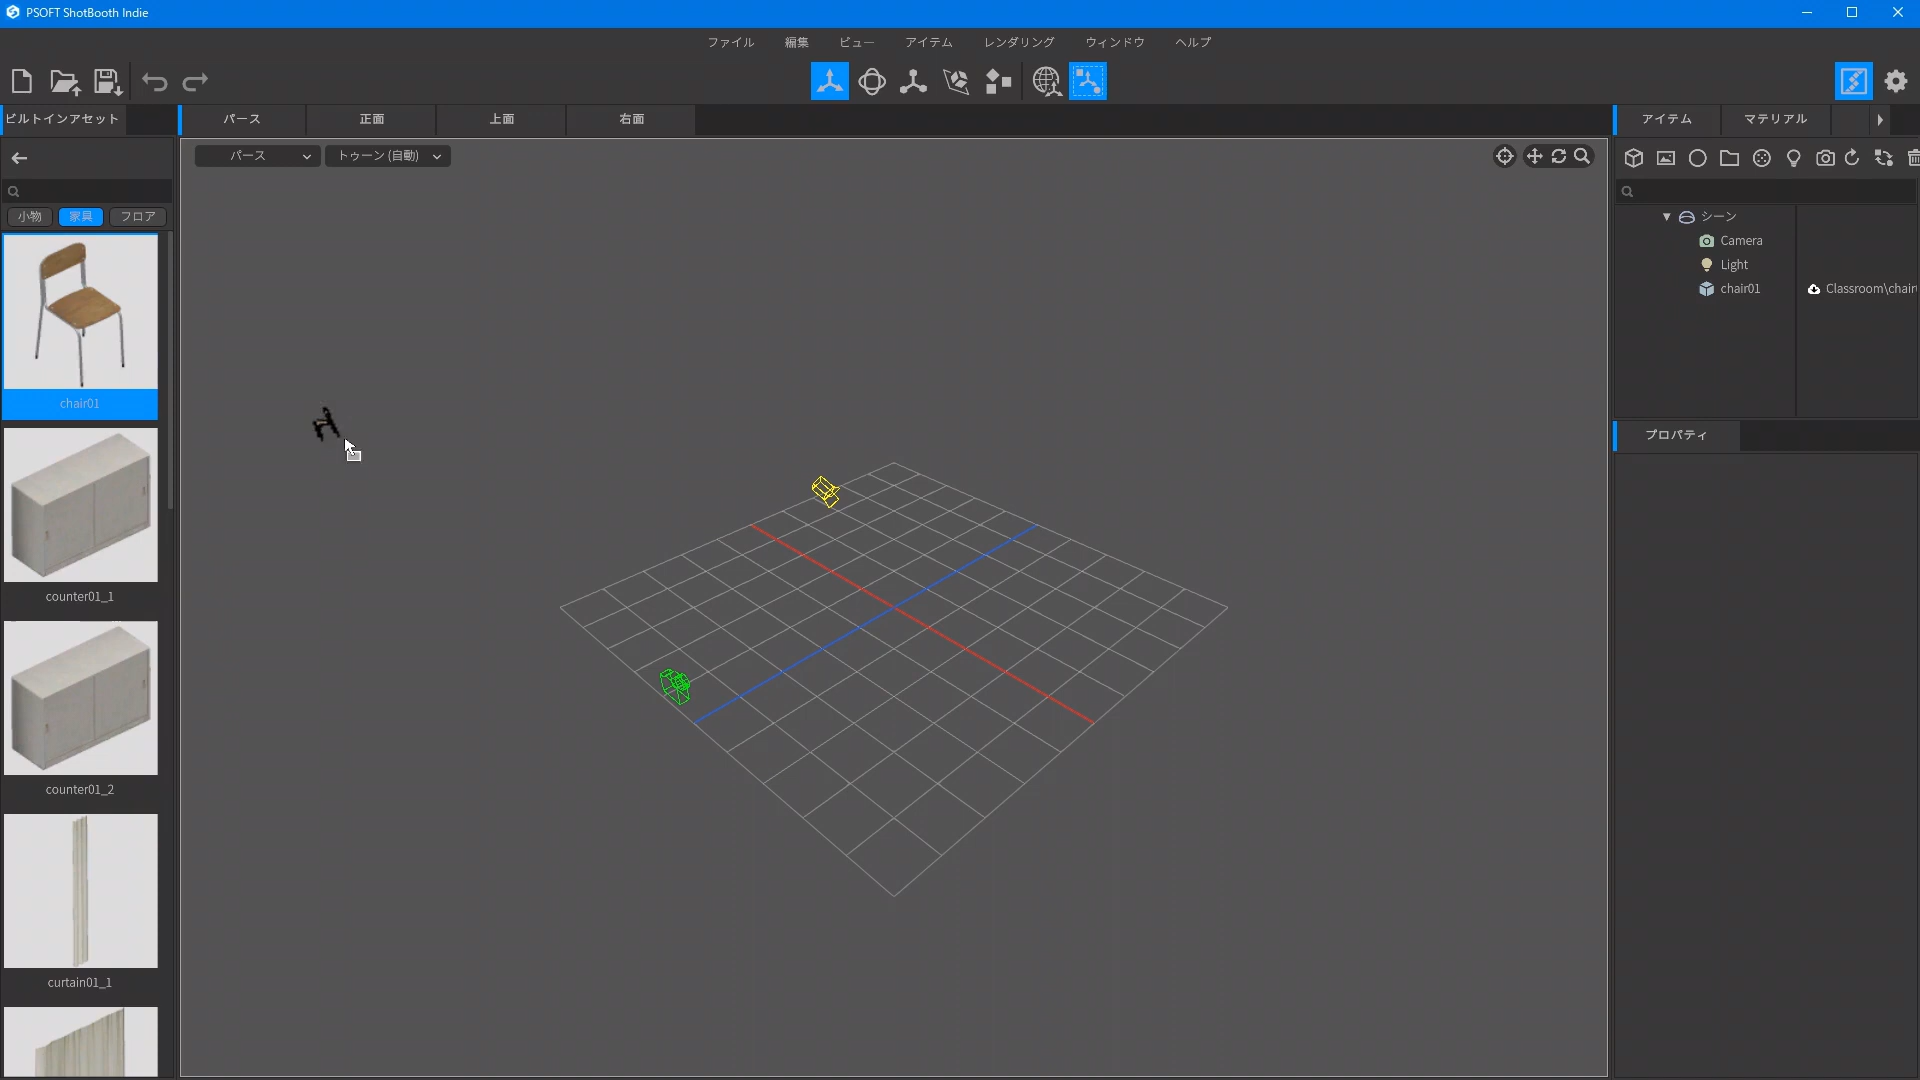 PSOFT ShotBooth Indie
ファイル 編集 ビュー アイテム レンダリング ウィンドウ ヘルプ
ビルトインアセット
パース 正面 上面 右面
アイテム マテリアル
パース トゥーン (自動)
小物 家具 フロア
シーン
Camera
Light
chair01 Classroom\chair
chair01
プロパティ
counter01_1
counter01_2
curtain01_1